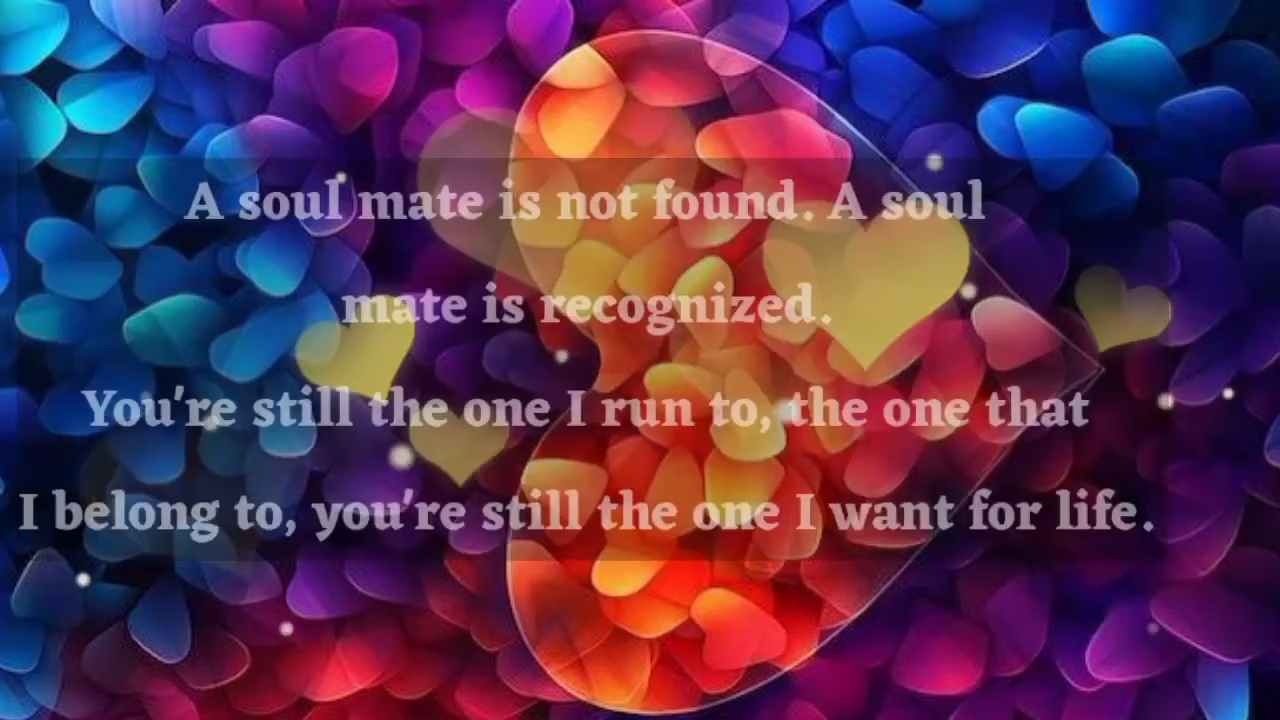 A soul mate is not found. A soul
mate is recognized.
You're still the one I run to, the one that
I belong to, you're still the one I want for life.